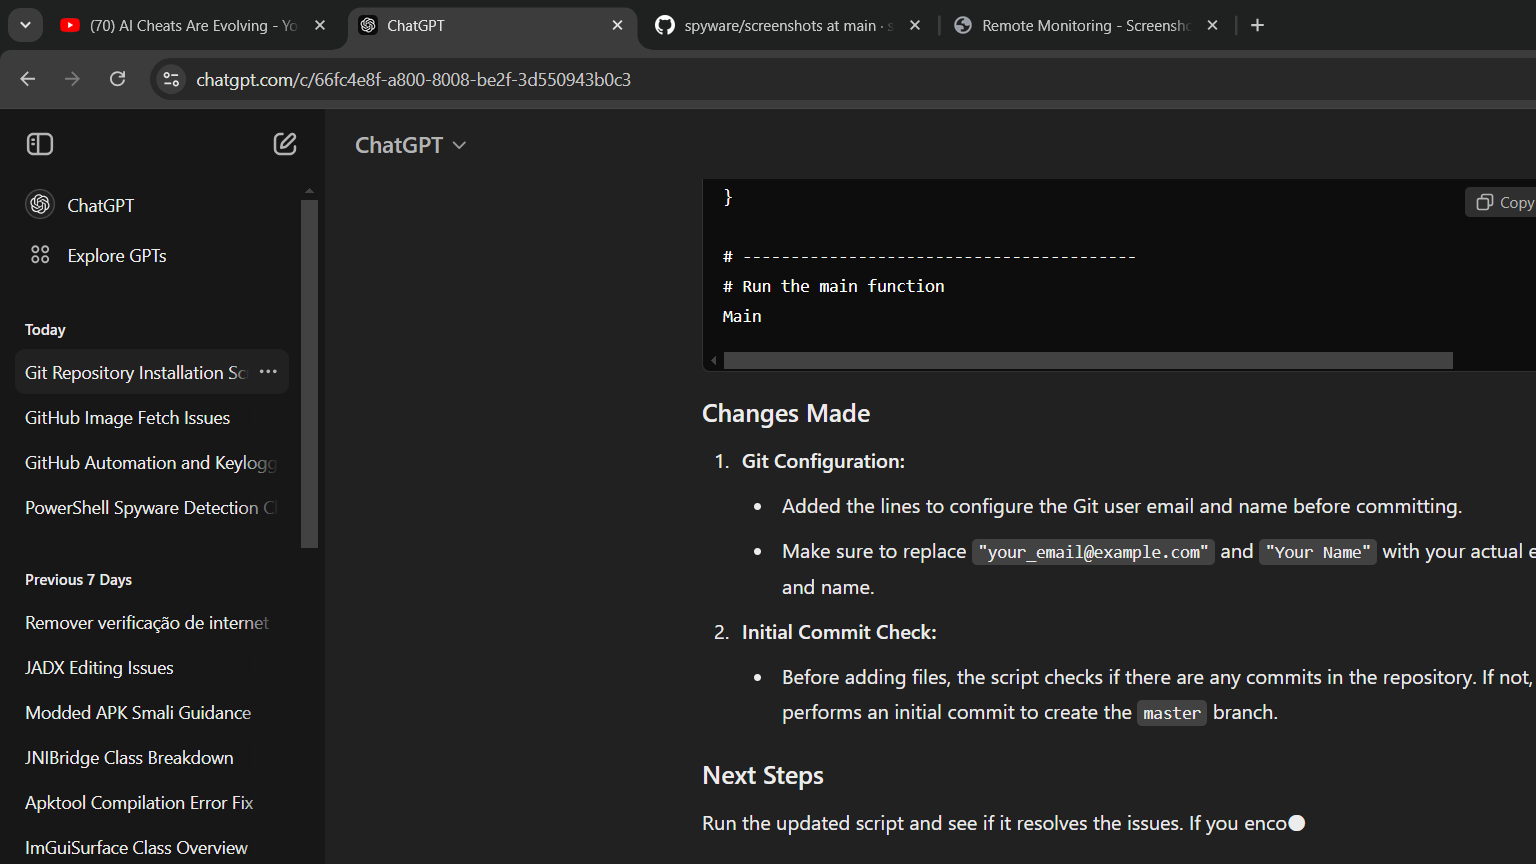 (70) AI Cheats Are Evolving - Yo
ChatGPT
spyware/screenshots at main · s
Remote Monitoring - Screensho
chatgpt.com/c/66fc4e8f-a800-8008-be2f-3d550943b0c3
ChatGPT
ChatGPT
Explore GPTs
Today
Git Repository Installation Sc
GitHub Image Fetch Issues
GitHub Automation and Keylogg
PowerShell Spyware Detection C
Previous 7 Days
Remover verificação de internet
JADX Editing Issues
Modded APK Smali Guidance
JNIBridge Class Breakdown
Apktool Compilation Error Fix
ImGuiSurface Class Overview
}
Copy
# -----------------------------------------
# Run the main function
Main
Changes Made
1. Git Configuration:
• Added the lines to configure the Git user email and name before committing.
• Make sure to replace "your_email@example.com" and "Your Name" with your actual e
and name.
2. Initial Commit Check:
• Before adding files, the script checks if there are any commits in the repository. If not,
performs an initial commit to create the master branch.
Next Steps
Run the updated script and see if it resolves the issues. If you enco